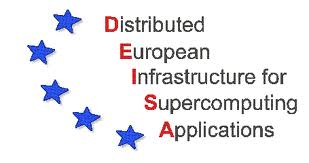 Distributed
European
Infrastructure for
Supercomputing
Applications